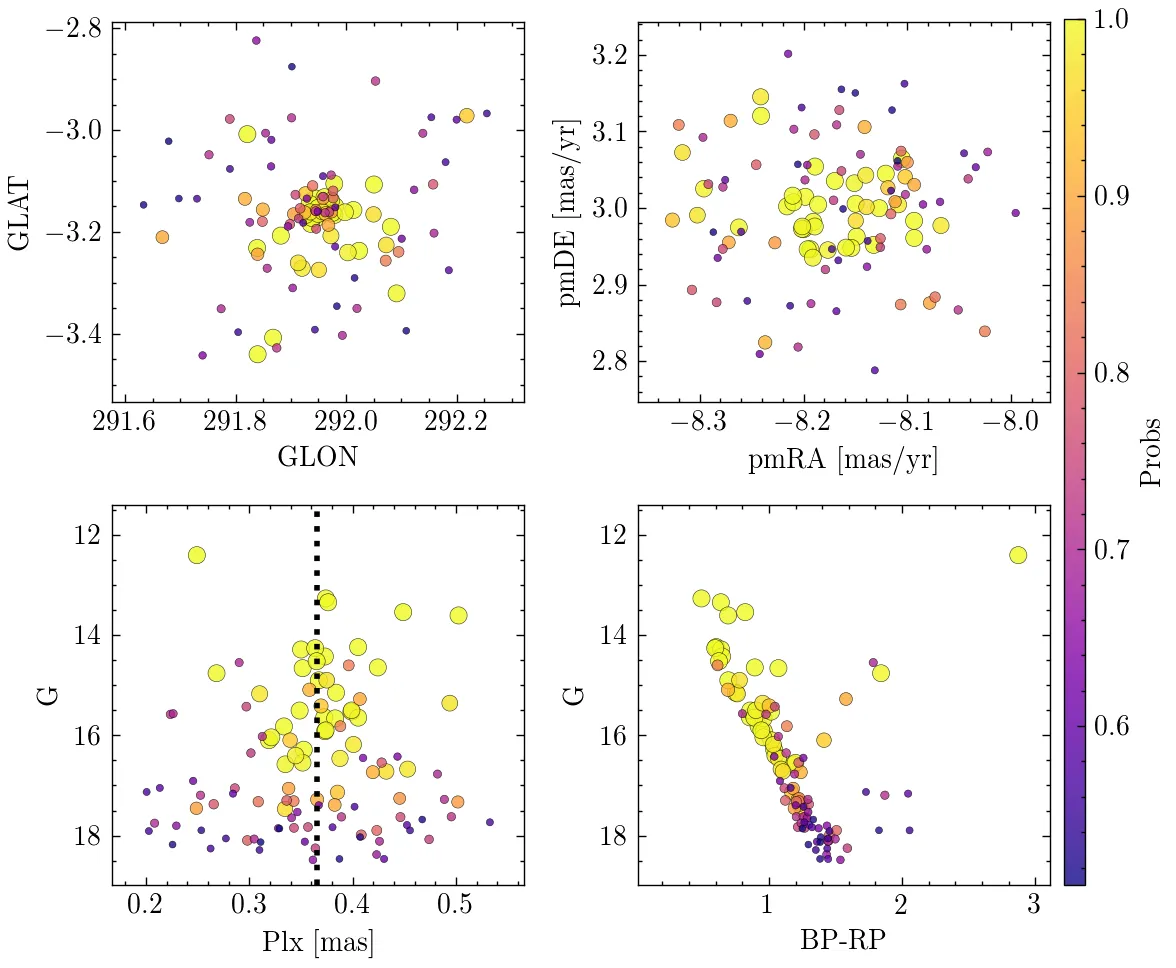 −2.8
−3.0
−3.2
−3.4
GLAT
291.6 291.8 292.0 292.2
GLON
3.2
3.1
3.0
2.9
2.8
pmDE [mas/yr]
−8.3 −8.2 −8.1 −8.0
pmRA [mas/yr]
1.0
0.9
0.8
0.7
0.6
Probs
12
14
16
18
G
0.2 0.3 0.4 0.5
Plx [mas]
12
14
16
18
G
1 2 3
BP-RP